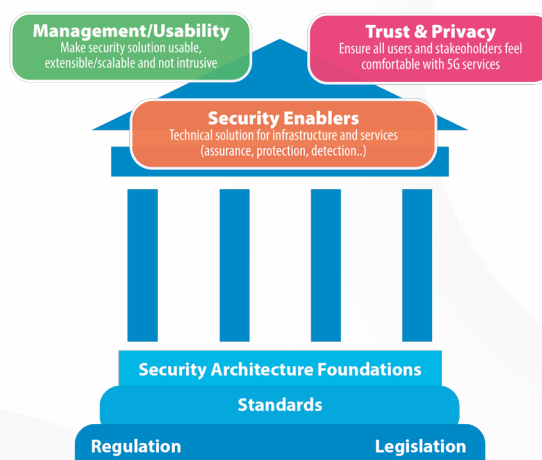 Management/Usability
Make security solution usable,
extensible/scalable and not intrusive
Trust & Privacy
Ensure all users and stakeholders feel
comfortable with 5G services
Security Enablers
Technical solution for infrastructure and services
(assurance, protection, detection..)
Security Architecture Foundations
Standards
Regulation
Legislation